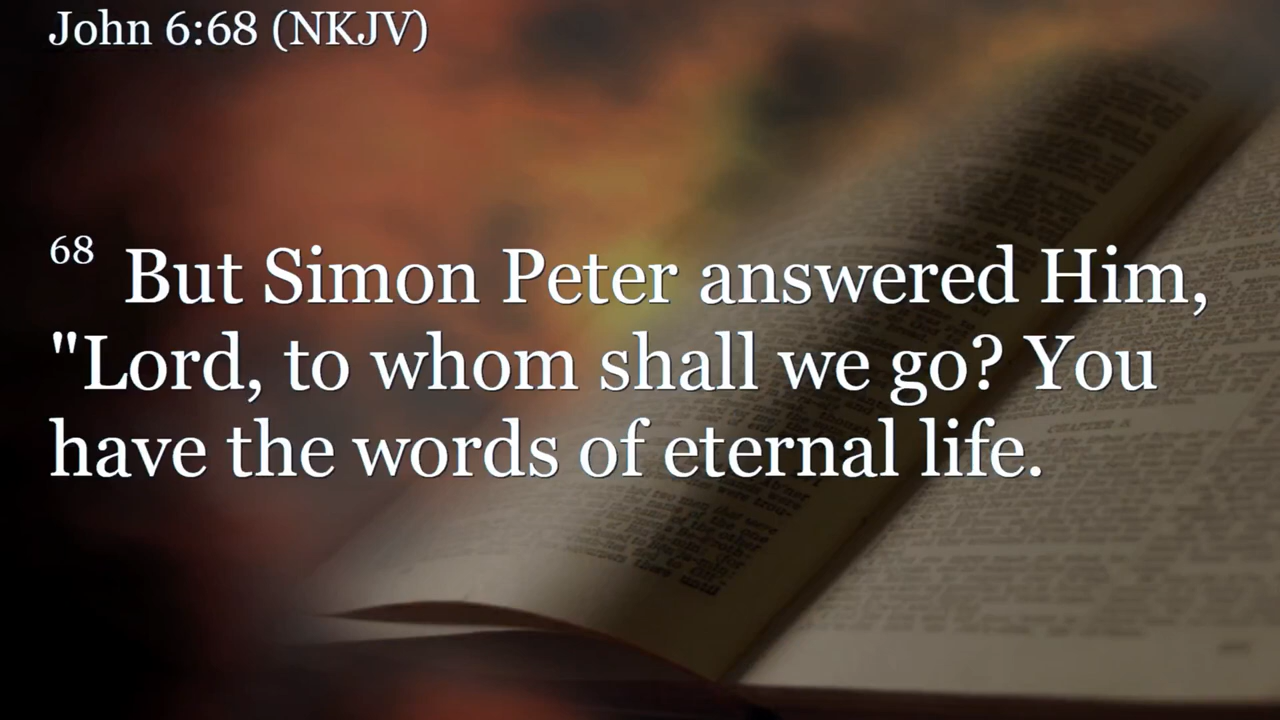 John 6:68 (NKJV)
68 But Simon Peter answered Him,
"Lord, to whom shall we go? You
have the words of eternal life.